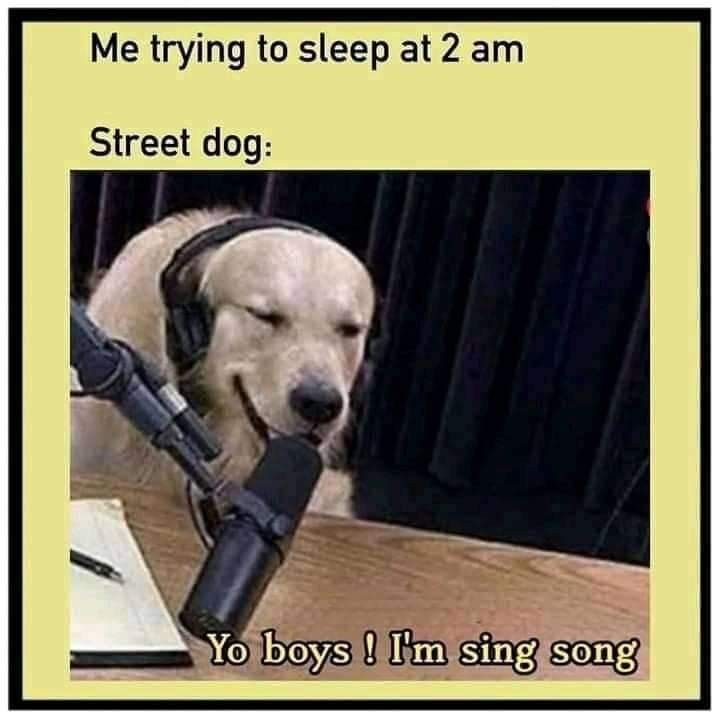 Me trying to sleep at 2 am
Street dog:
Yo boys ! I'm sing song